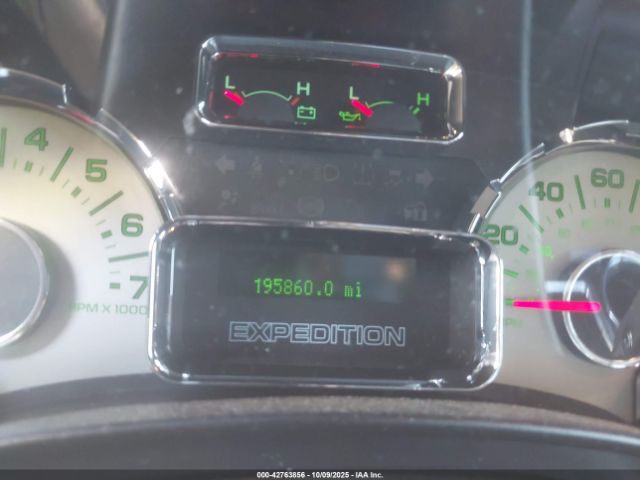 L H L H
4
5
6
7
RPM X 1000
20 40 60
195860.0 mi
EXPEDITION
000-42763856 | 10/09/2025 | IAA Inc.